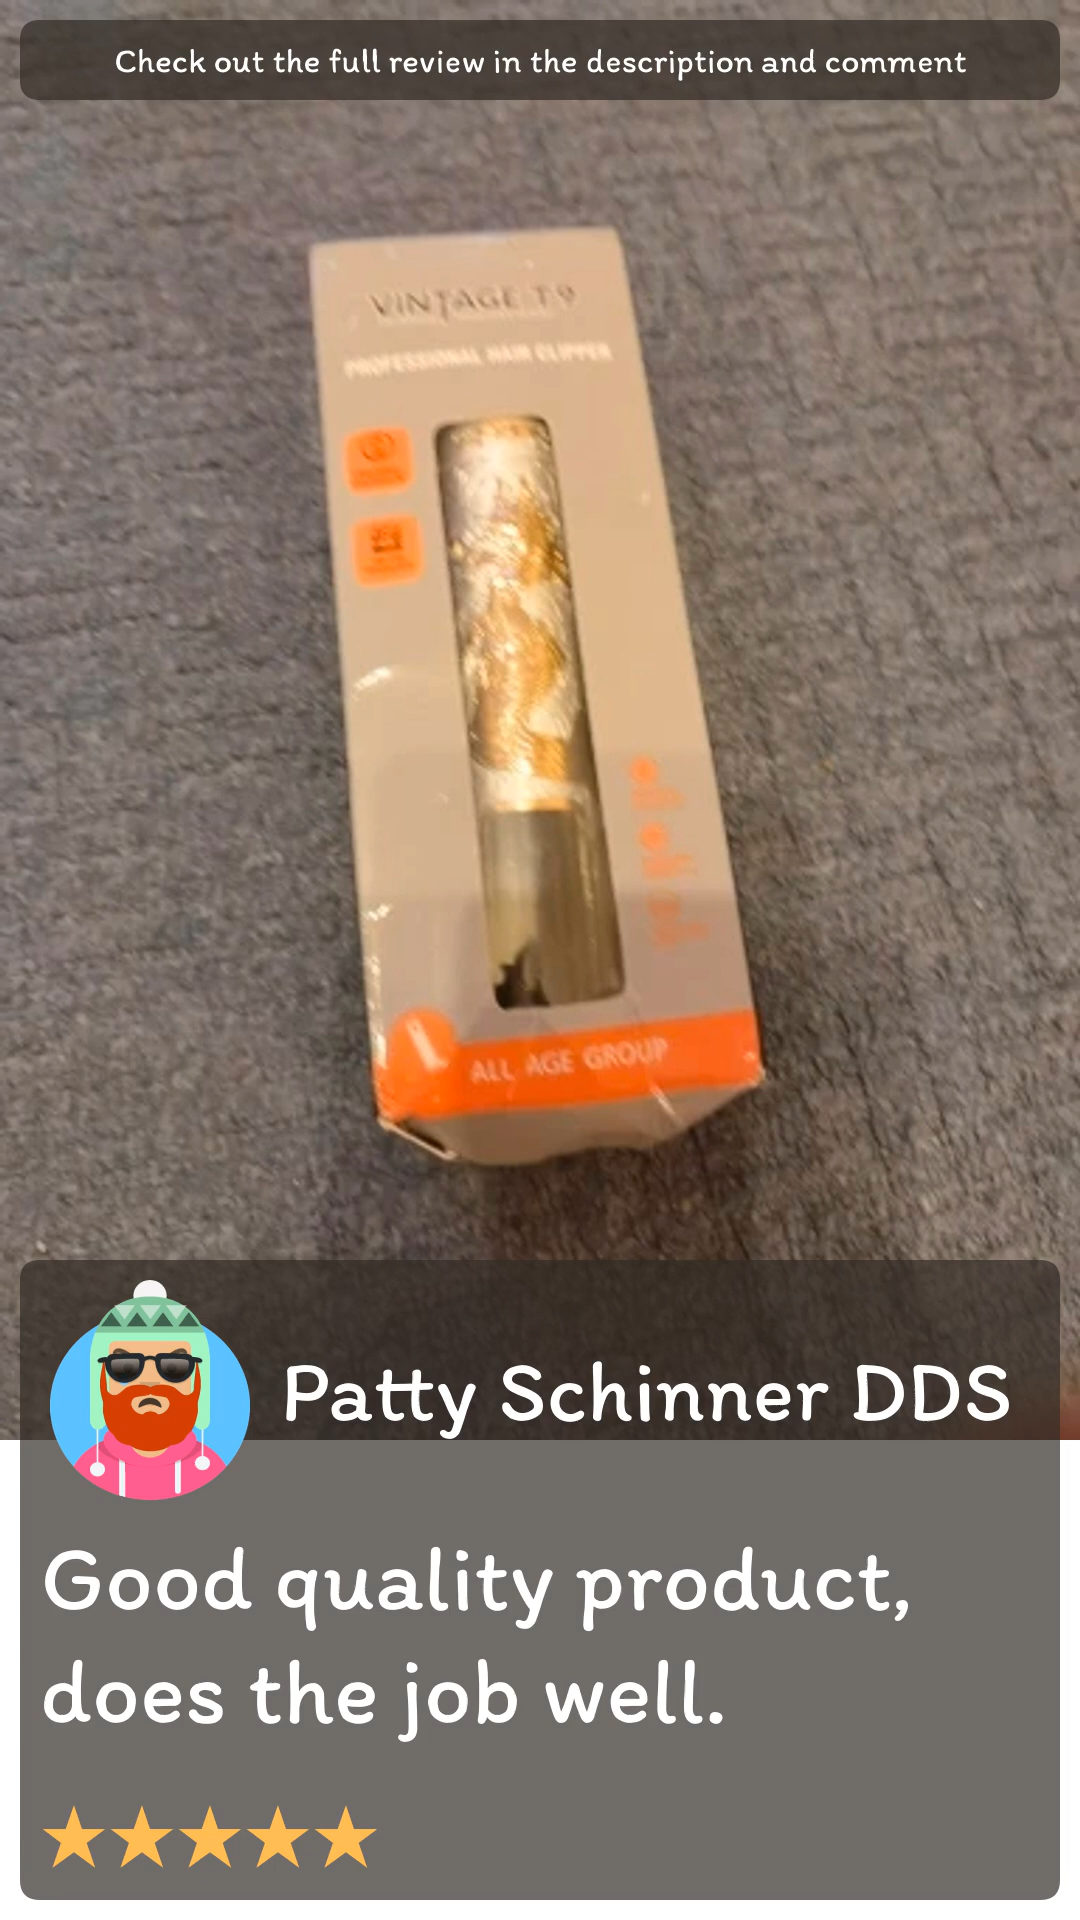 Check out the full review in the description and comment
VINTAGE T9
PROFESSIONAL HAIR CLIPPER
ALL AGE GROUP
Patty Schinner DDS
Good quality product,
does the job well.